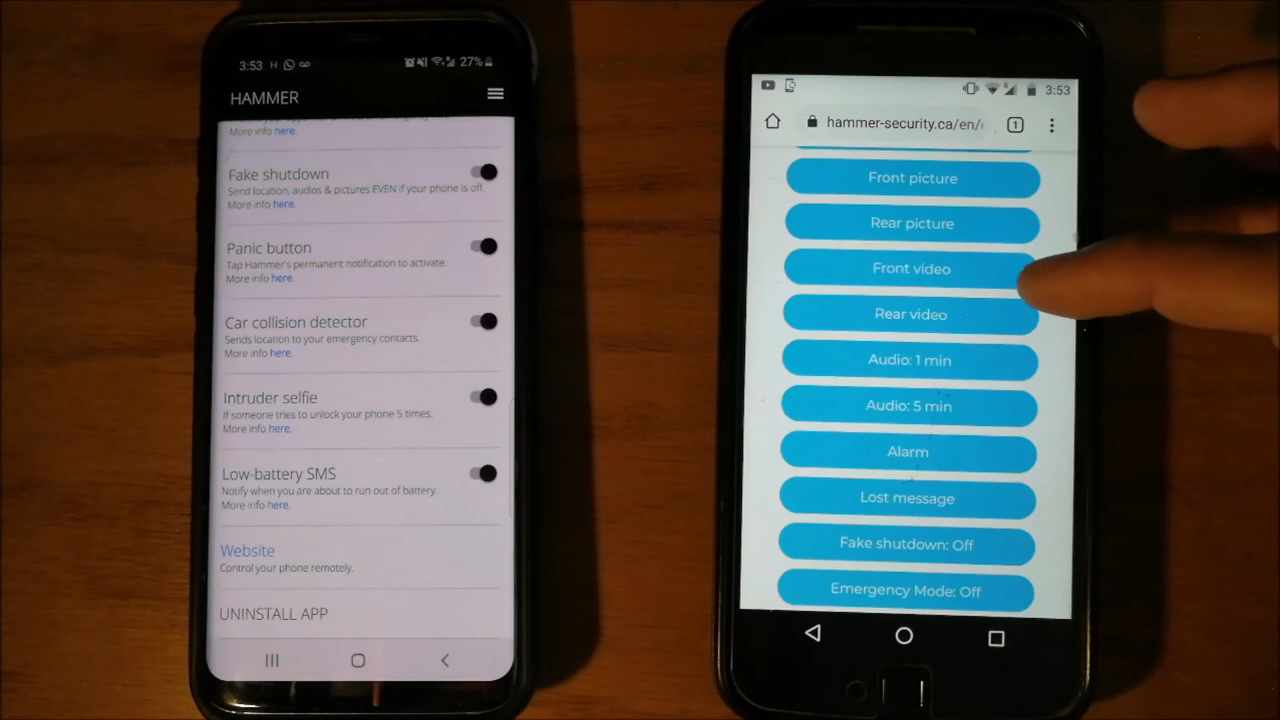 3:53 H 27%
HAMMER
More info here.
Fake shutdown
Send location, audios & pictures EVEN if your phone is off.
More info here.
Panic button
Tap Hammer's permanent notification to activate.
More info here.
Car collision detector
Sends location to your emergency contacts.
More info here.
Intruder selfie
If someone tries to unlock your phone 5 times.
More info here.
Low-battery SMS
Notify when you are about to run out of battery.
More info here.
Website
Control your phone remotely.
UNINSTALL APP
3:53
hammer-security.ca/en/
1
Front picture
Rear picture
Front video
Rear video
Audio: 1 min
Audio: 5 min
Alarm
Lost message
Fake shutdown: Off
Emergency Mode: Off